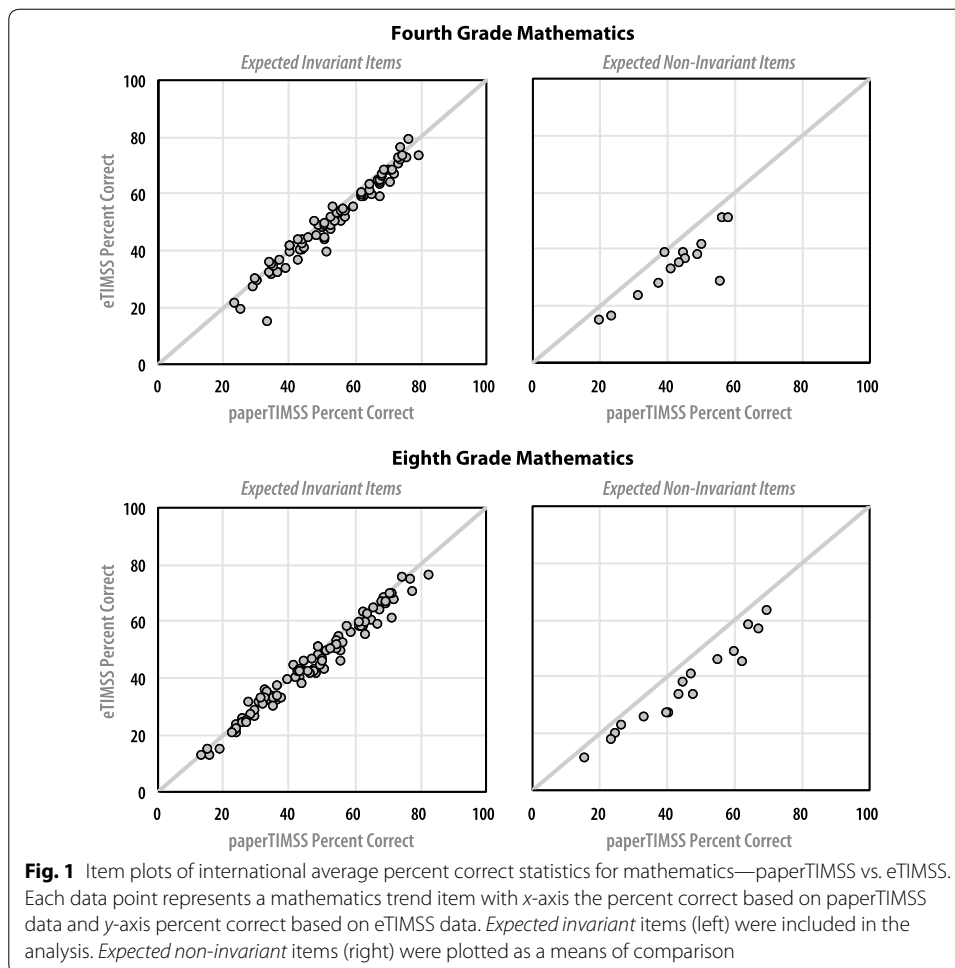 Fourth Grade Mathematics
Expected Invariant Items
Expected Non-Invariant Items
100
80
60
40
20
0
eTIMSS Percent Correct
0 20 40 60 80 100
0 20 40 60 80 100
paperTIMSS Percent Correct
paperTIMSS Percent Correct
Eighth Grade Mathematics
Expected Invariant Items
Expected Non-Invariant Items
100
80
60
40
20
0
eTIMSS Percent Correct
0 20 40 60 80 100
0 20 40 60 80 100
paperTIMSS Percent Correct
paperTIMSS Percent Correct
Fig. 1 Item plots of international average percent correct statistics for mathematics—paperTIMSS vs. eTIMSS.
Each data point represents a mathematics trend item with x-axis the percent correct based on paperTIMSS
data and y-axis percent correct based on eTIMSS data. Expected invariant items (left) were included in the
analysis. Expected non-invariant items (right) were plotted as a means of comparison